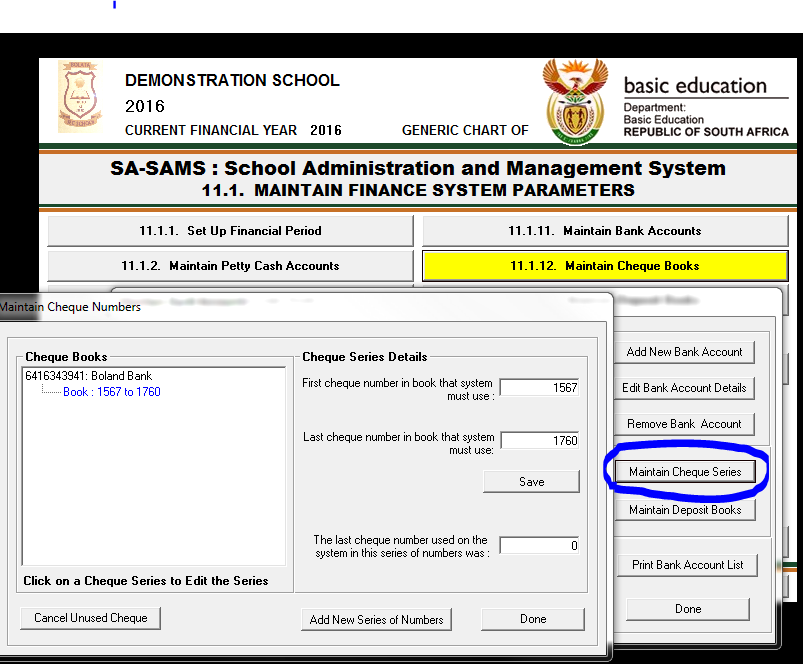 DEMONSTRATION SCHOOL
2016
CURRENT FINANCIAL YEAR 2016 GENERIC CHART OF
basic education
Department:
Basic Education
REPUBLIC OF SOUTH AFRICA
SA-SAMS : School Administration and Management System
11.1. MAINTAIN FINANCE SYSTEM PARAMETERS
11.1.1. Set Up Financial Period
11.1.11. Maintain Bank Accounts
11.1.2. Maintain Petty Cash Accounts
11.1.12. Maintain Cheque Books
Maintain Cheque Numbers
Cheque Books
6416343941: Boland Bank
Book : 1567 to 1760
Click on a Cheque Series to Edit the Series
Cancel Unused Cheque
Cheque Series Details
First cheque number in book that system
must use : 1567
Last cheque number in book that system
must use: 1760
Save
The last cheque number used on the
system in this series of numbers was : 0
Add New Series of Numbers
Done
Add New Bank Account
Edit Bank Account Details
Remove Bank Account
Maintain Cheque Series
Maintain Deposit Books
Print Bank Account List
Done